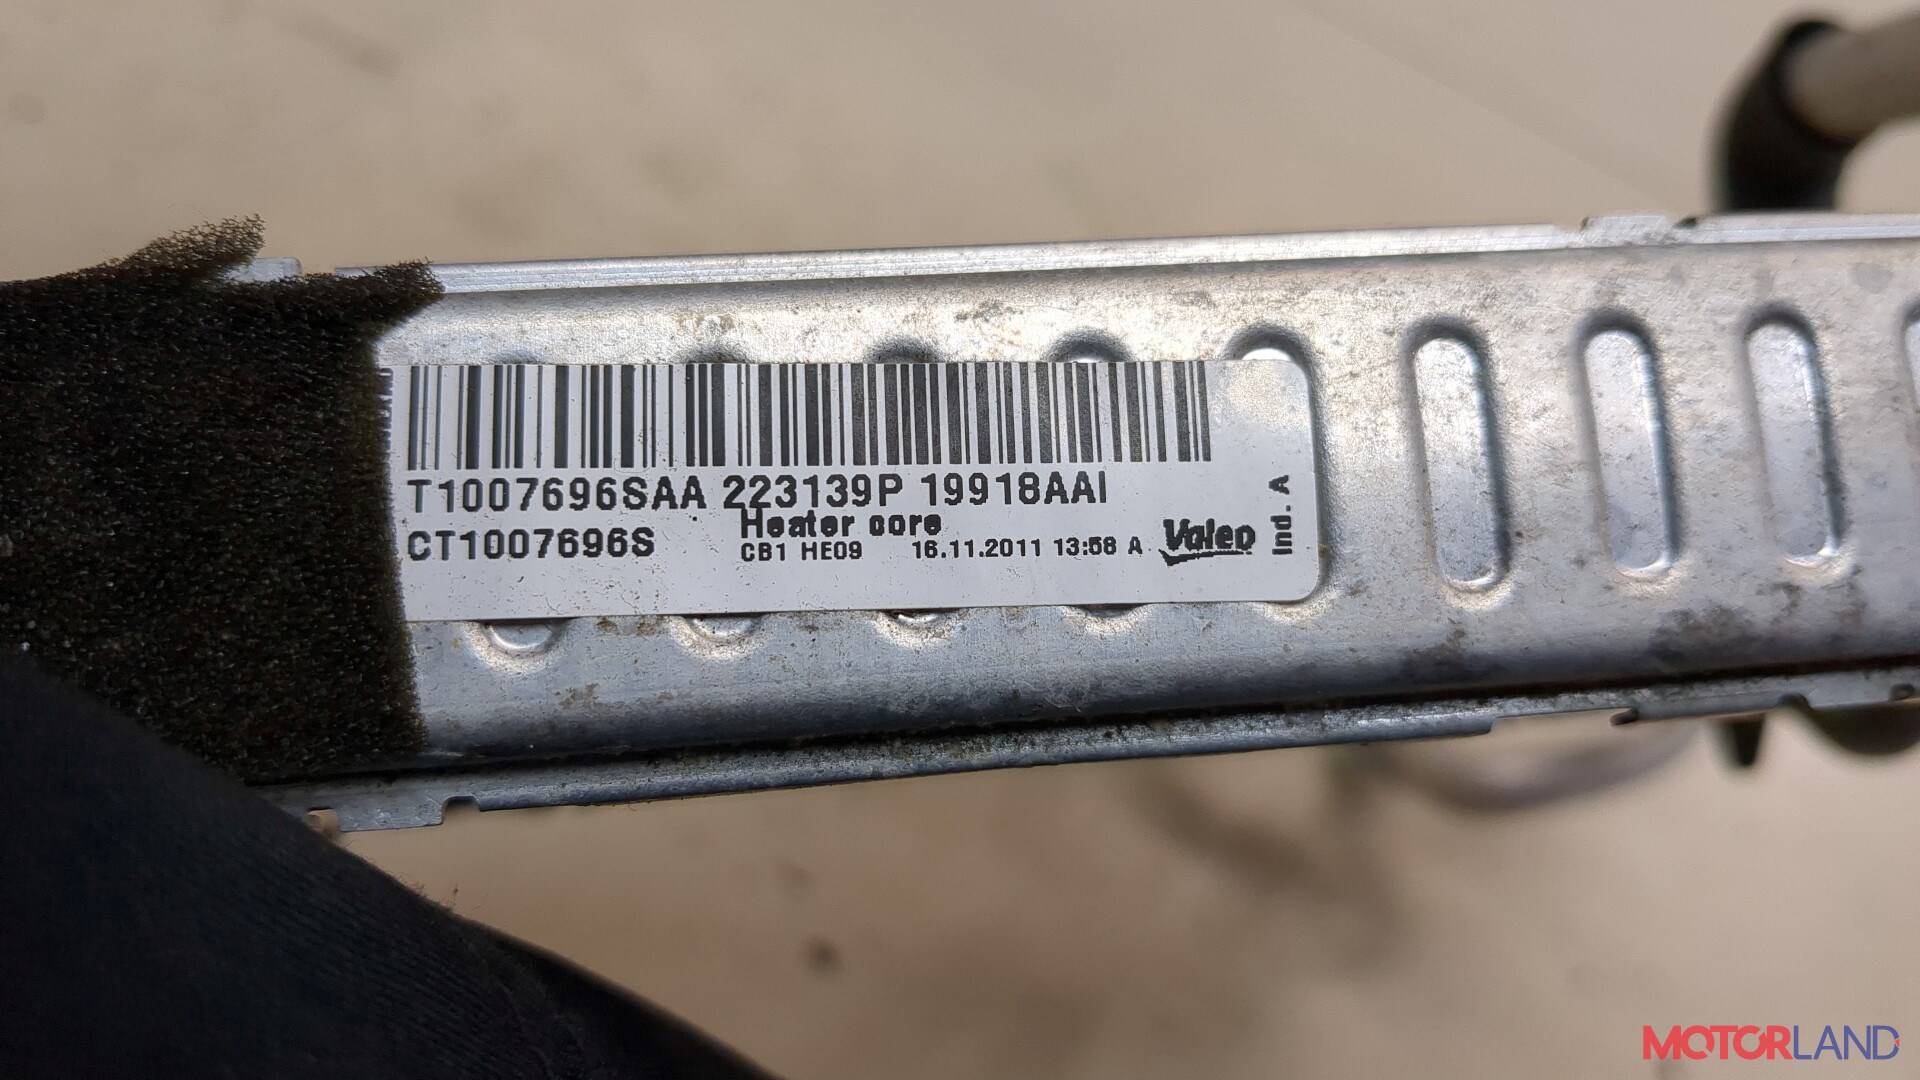 T1007696SAA 223139P 19918AAI
Heater core
CT1007696S
CB1 HE09 16.11.2011 13:58 A Valeo
Ind. A
MOTORLAND